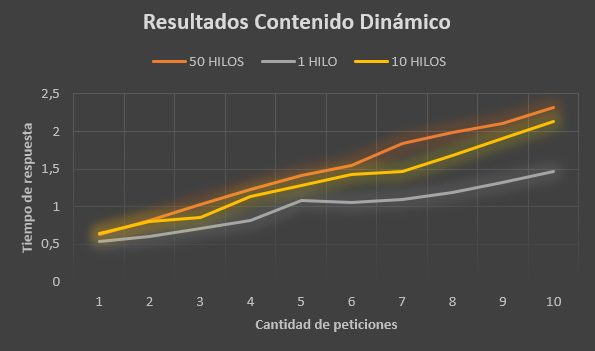 Resultados Contenido Dinámico
50 HILOS 1 HILO 10 HILOS
2,5
2
1,5
1
0,5
0
Tiempo de respuesta
1 2 3 4 5 6 7 8 9 10
Cantidad de peticiones